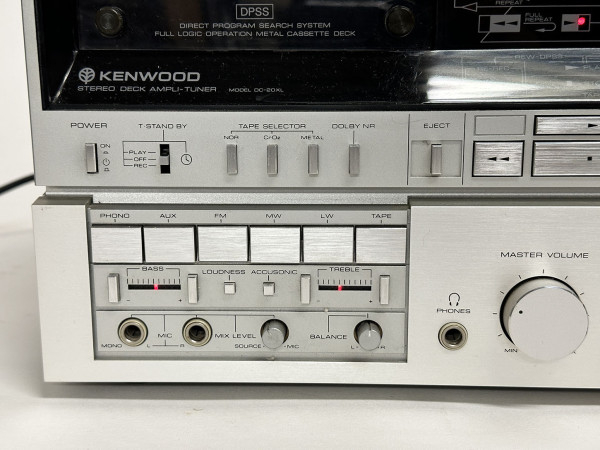 DPSS
DIRECT PROGRAM SEARCH SYSTEM
FULL LOGIC OPERATION METAL CASSETTE DECK
REPEAT
FULL REPEAT
KENWOOD
STEREO DECK AMPLI-TUNER MODEL DC-20XL
POWER T-STAND BY TAPE SELECTOR DOLBY NR EJECT
ON NOR CrO₂ METAL
PLAY
OFF
REC
PHONO AUX FM MW LW TAPE
BASS LOUDNESS ACCUSONIC TREBLE
- + - +
MASTER VOLUME
PHONES
MIC MIX LEVEL BALANCE
MONO L R SOURCE MIC L R
MIN